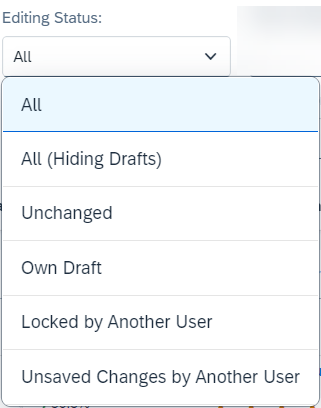 Editing Status:
All
All
All (Hiding Drafts)
Unchanged
Own Draft
Locked by Another User
Unsaved Changes by Another User